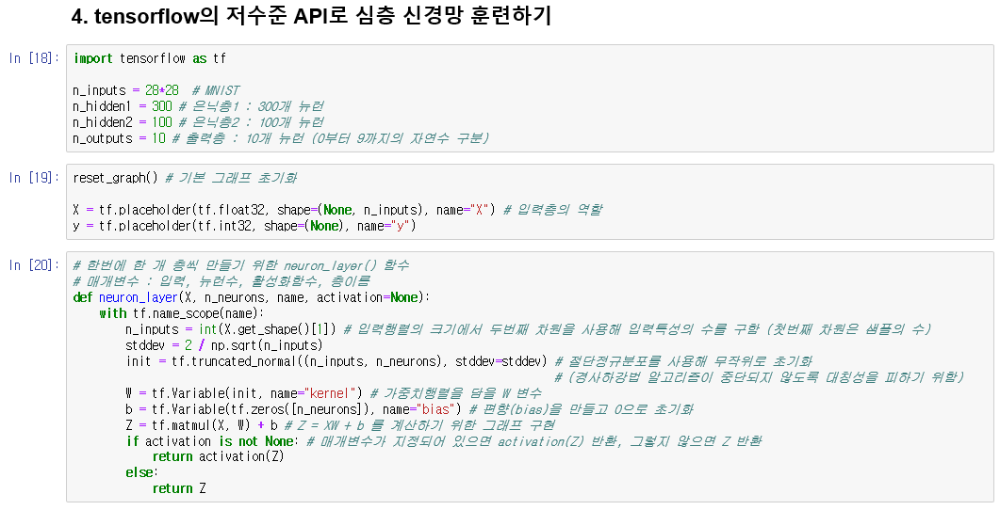 4. tensorflow의 저수준 API로 심층 신경망 훈련하기
In [18]: import tensorflow as tf
n_inputs = 28*28 # MNIST
n_hidden1 = 300 # 은닉층1 : 300개 뉴런
n_hidden2 = 100 # 은닉층2 : 100개 뉴런
n_outputs = 10 # 출력층 : 10개 뉴런 (0부터 9까지의 자연수 구분)
In [19]: reset_graph() # 기본 그래프 초기화
X = tf.placeholder(tf.float32, shape=(None, n_inputs), name="X") # 입력층의 역할
y = tf.placeholder(tf.int32, shape=(None), name="y")
In [20]: # 한번에 한 개 층씩 만들기 위한 neuron_layer() 함수
# 매개변수 : 입력, 뉴런수, 활성화함수, 층이름
def neuron_layer(X, n_neurons, name, activation=None):
with tf.name_scope(name):
n_inputs = int(X.get_shape()[1]) # 입력행렬의 크기에서 두번째 차원을 사용해 입력특성의 수를 구함 (첫번째 차원은 샘플의 수)
stddev = 2 / np.sqrt(n_inputs)
init = tf.truncated_normal((n_inputs, n_neurons), stddev=stddev) # 절단정규분포를 사용해 무작위로 초기화
# (경사하강법 알고리즘이 중단되지 않도록 대칭성을 피하기 위함)
W = tf.Variable(init, name="kernel") # 가중치행렬을 담을 W 변수
b = tf.Variable(tf.zeros([n_neurons]), name="bias") # 편향(bias)을 만들고 0으로 초기화
Z = tf.matmul(X, W) + b # Z = XW + b 를 계산하기 위한 그래프 구현
if activation is not None: # 매개변수가 지정되어 있으면 activation(Z) 반환, 그렇지 않으면 Z 반환
return activation(Z)
else:
return Z